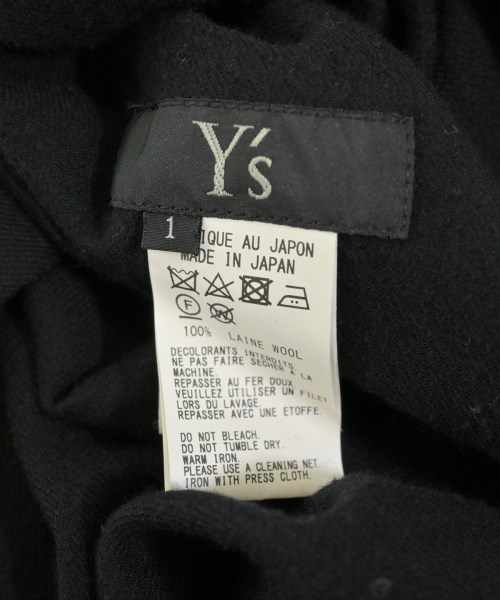 Y's
1
IQUE AU JAPON
MADE IN JAPAN
F
W
100% LAINE WOOL
DECOLORANTS INTERDITS.
NE PAS FAIRE SECHER A LA
MACHINE.
REPASSER AU FER DOUX.
VEUILLEZ UTILISER UN FILET
LORS DU LAVAGE.
REPASSER AVEC UNE ETOFFE.
DO NOT BLEACH.
DO NOT TUMBLE DRY.
WARM IRON.
PLEASE USE A CLEANING NET.
IRON WITH PRESS CLOTH.